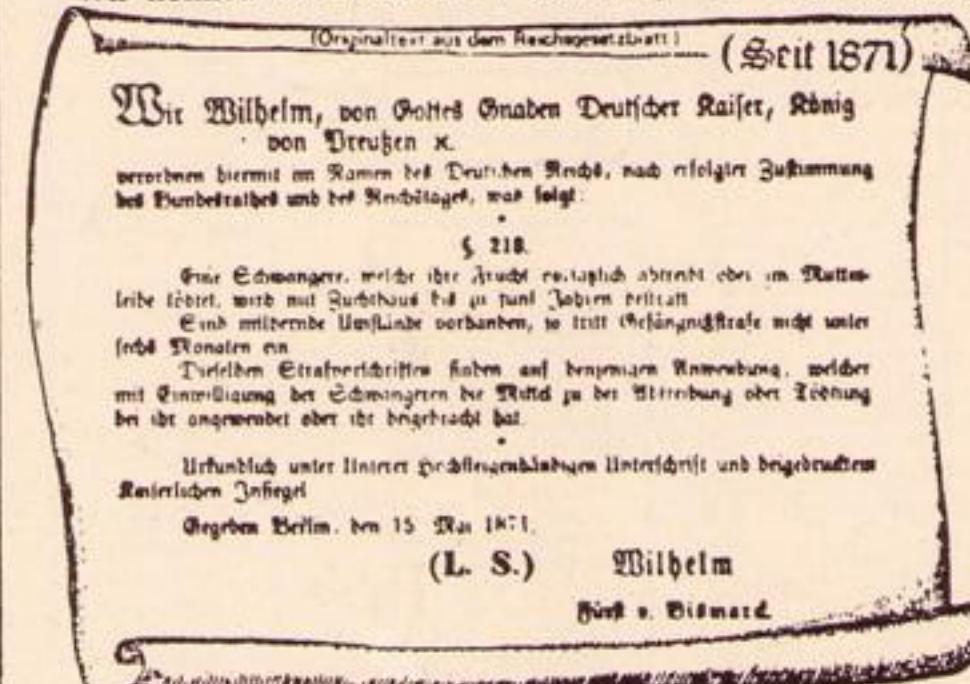 (Originaltext aus dem Reichsgesetzblatt)
(Seit 1871)
Wir Wilhelm, von Gottes Gnaden Deutscher Kaiser, König
von Preußen ꝛc.
verordnen hiermit im Namen des Deutschen Reichs, nach erfolgter Zustimmung
des Bundesrathes und des Reichstages, was folgt:
§. 218.
Eine Schwangere, welche ihre Frucht vorsätzlich abtreibt oder im Mutter-
leibe tödtet, wird mit Zuchthaus bis zu fünf Jahren bestraft
Sind mildernde Umstände vorhanden, so tritt Gefängnißstrafe nicht unter
sechs Monaten ein
Dieselben Strafvorschriften finden auf denjenigen Anwendung, welcher
mit Einwilligung der Schwangeren die Mittel zu der Abtreibung oder Tödtung
bei ihr angewendet oder ihr beigebracht hat.
Urkundlich unter Unserer Höchsteigenhändigen Unterschrift und beigedrucktem
Kaiserlichen Insiegel
Gegeben Berlin, den 15 Mai 1871.
(L. S.) Wilhelm
Fürst v. Bismarck